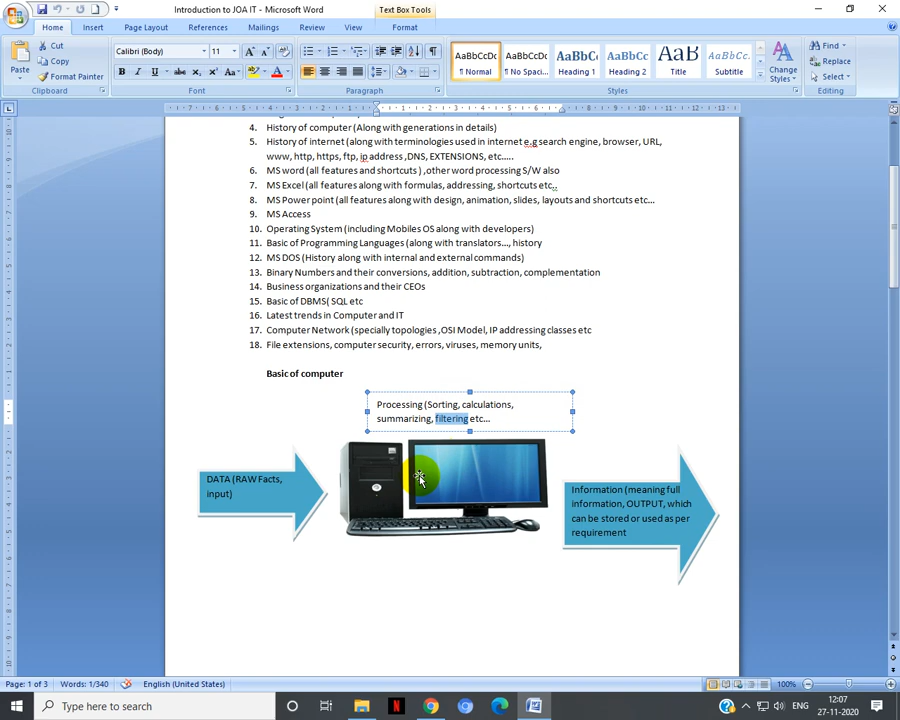 Introduction to JOA IT - Microsoft Word
Text Box Tools
Home Insert Page Layout References Mailings Review View Format
Paste
Cut
Copy
Format Painter
Clipboard
Calibri (Body) 11
Font
Paragraph
AaBbCcDc AaBbCcDc AaBbC AaBbCc AaB AaBbCc.
¶ Normal ¶ No Spaci... Heading 1 Heading 2 Title Subtitle
Change Styles
Styles
Find
Replace
Select
Editing
4. History of computer (Along with generations in details)
5. History of internet (along with terminologies used in internet e.g search engine, browser, URL,
www, http, https, ftp, ip address ,DNS, EXTENSIONS, etc.....
6. MS word (all features and shortcuts ) ,other word processing S/W also
7. MS Excel (all features along with formulas, addressing, shortcuts etc..
8. MS Power point (all features along with design, animation, slides, layouts and shortcuts etc...
9. MS Access
10. Operating System (including Mobiles OS along with developers)
11. Basic of Programming Languages (along with translators..., history
12. MS DOS (History along with internal and external commands)
13. Binary Numbers and their conversions, addition, subtraction, complementation
14. Business organizations and their CEOs
15. Basic of DBMS( SQL etc
16. Latest trends in Computer and IT
17. Computer Network (specially topologies ,OSI Model, IP addressing classes etc
18. File extensions, computer security, errors, viruses, memory units,
Basic of computer
Processing (Sorting, calculations,
summarizing, filtering etc...
DATA (RAW Facts,
input)
Information (meaning full
information, OUTPUT, which
can be stored or used as per
requirement
Page: 1 of 3 Words: 1/340 English (United States) 100%
Type here to search
ENG
12:07
27-11-2020